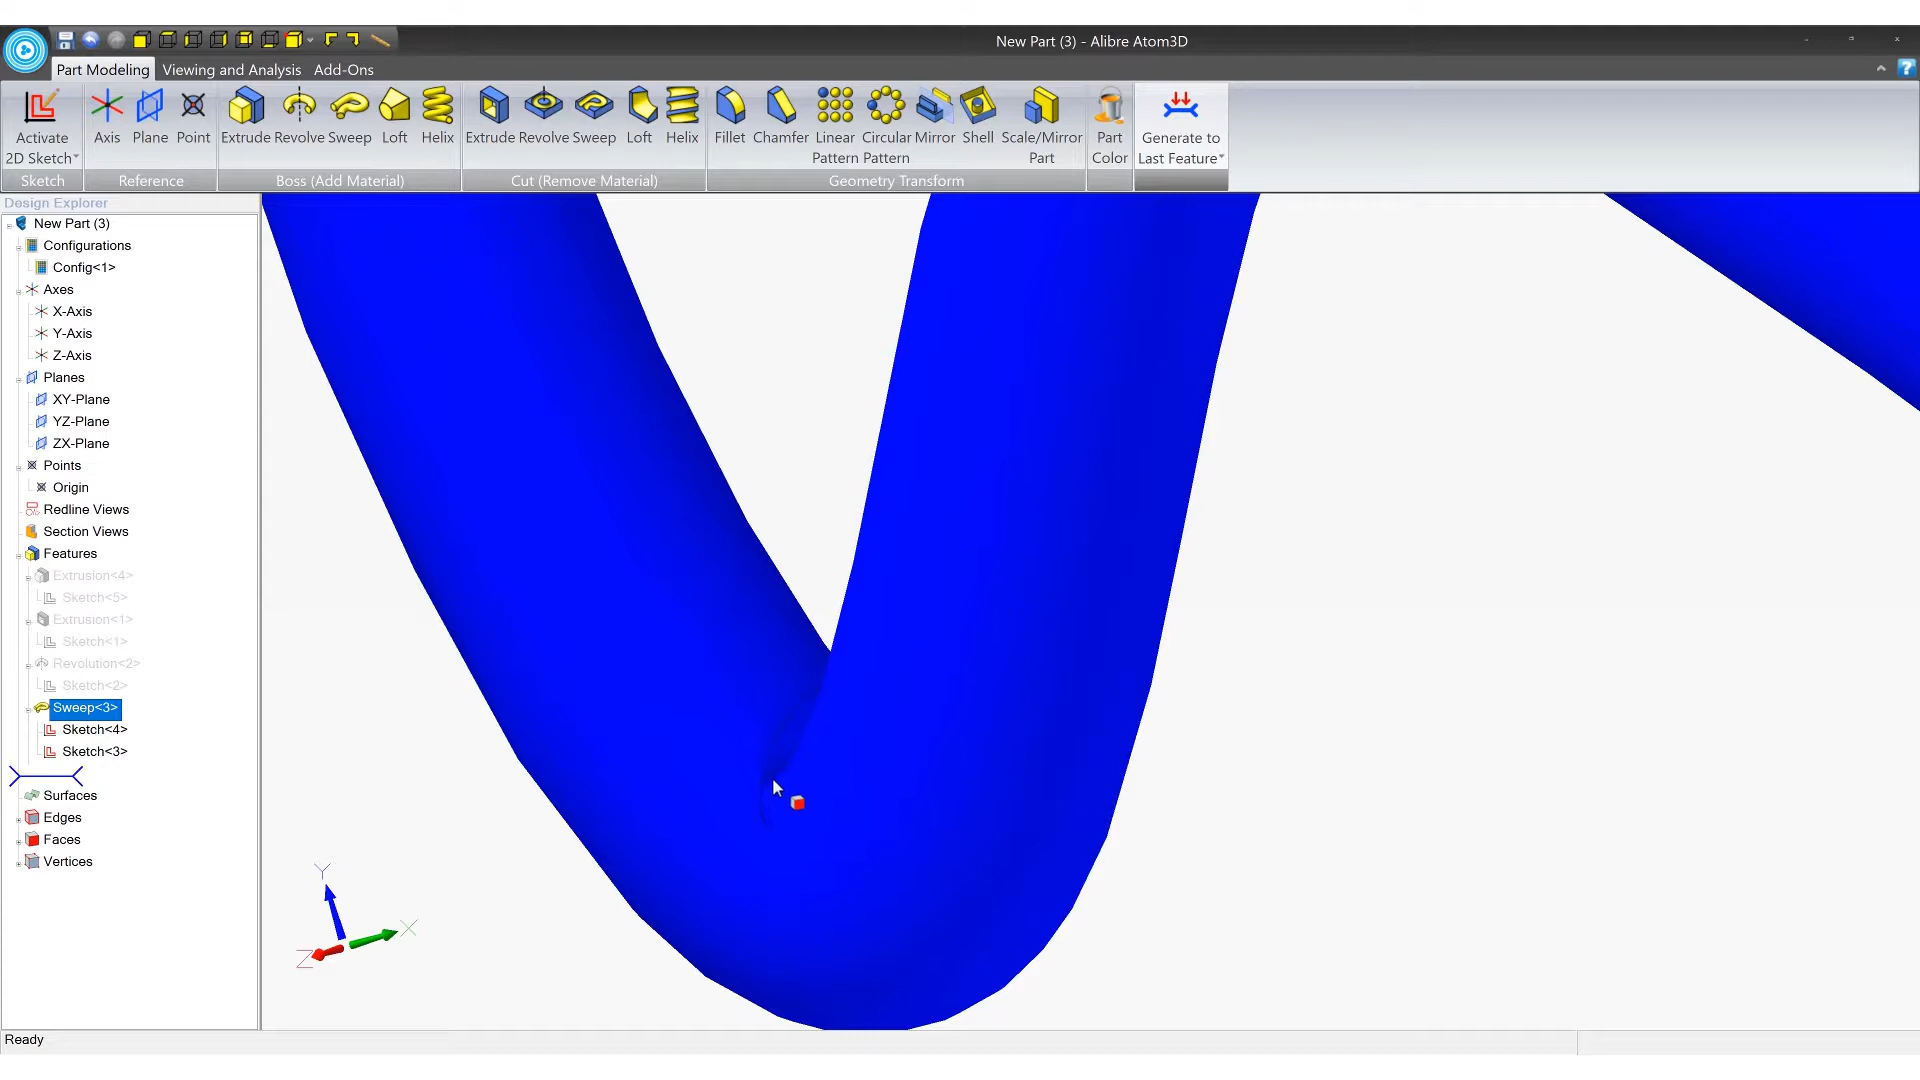 New Part (3) - Alibre Atom3D
Part Modeling Viewing and Analysis Add-Ons
?
Activate 2D Sketch
Axis Plane Point
Extrude Revolve Sweep Loft Helix
Extrude Revolve Sweep Loft Helix
Fillet Chamfer Linear Pattern Circular Pattern Mirror Shell Scale/Mirror Part
Part Color
Generate to Last Feature
Sketch Reference Boss (Add Material) Cut (Remove Material) Geometry Transform
Design Explorer
New Part (3)
Configurations
Config<1>
Axes
X-Axis
Y-Axis
Z-Axis
Planes
XY-Plane
YZ-Plane
ZX-Plane
Points
Origin
Redline Views
Section Views
Features
Extrusion<4>
Sketch<5>
Extrusion<1>
Sketch<1>
Revolution<2>
Sketch<2>
Sweep<3>
Sketch<4>
Sketch<3>
Surfaces
Edges
Faces
Vertices
Y
X
Z
Ready